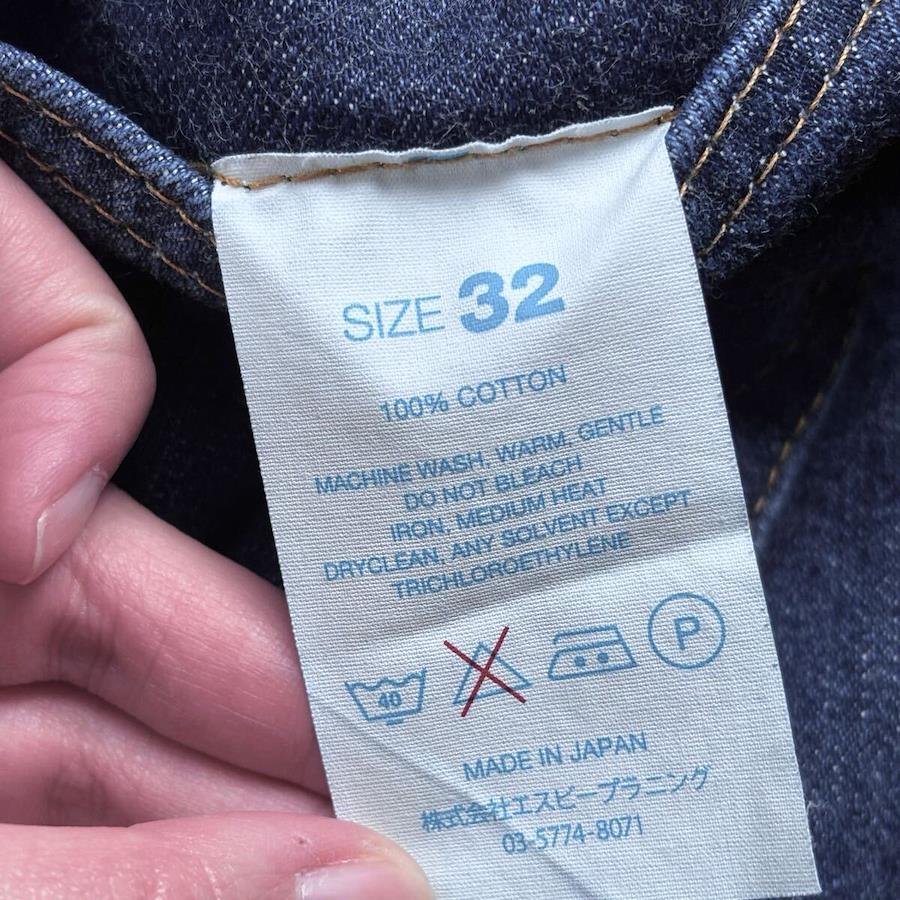 SIZE 32
100% COTTON
MACHINE WASH, WARM, GENTLE
DO NOT BLEACH
IRON, MEDIUM HEAT
DRYCLEAN, ANY SOLVENT EXCEPT
TRICHLOROETHYLENE
40 P
MADE IN JAPAN
株式会社エスピープラニング
03-5774-8071